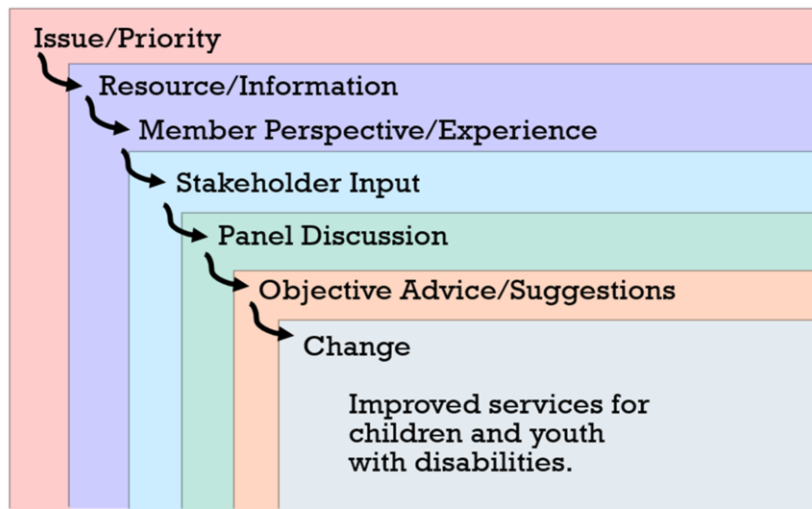 Issue/Priority
Resource/Information
Member Perspective/Experience
Stakeholder Input
Panel Discussion
Objective Advice/Suggestions
Change
Improved services for
children and youth
with disabilities.